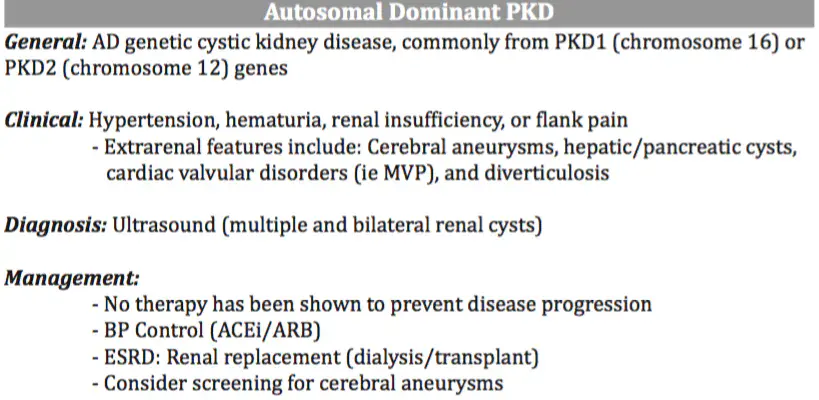 Autosomal Dominant PKD
General: AD genetic cystic kidney disease, commonly from PKD1 (chromosome 16) or
PKD2 (chromosome 12) genes
Clinical: Hypertension, hematuria, renal insufficiency, or flank pain
- Extrarenal features include: Cerebral aneurysms, hepatic/pancreatic cysts,
cardiac valvular disorders (ie MVP), and diverticulosis
Diagnosis: Ultrasound (multiple and bilateral renal cysts)
Management:
- No therapy has been shown to prevent disease progression
- BP Control (ACEi/ARB)
- ESRD: Renal replacement (dialysis/transplant)
- Consider screening for cerebral aneurysms